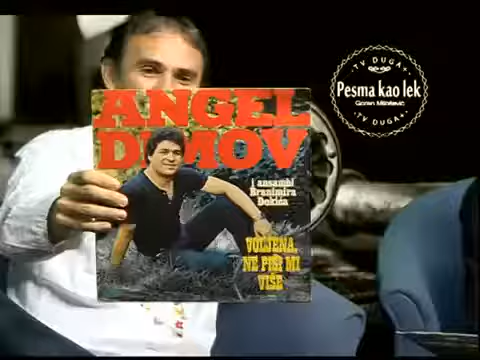 ANGEL
DIMOV
i ansambl
Branimira
Đokića
VOLJENA,
NE PIŠI MI
VIŠE
·TV DUGA+·
Pesma kao lek
Goran Milošević
·TV DUGA+·